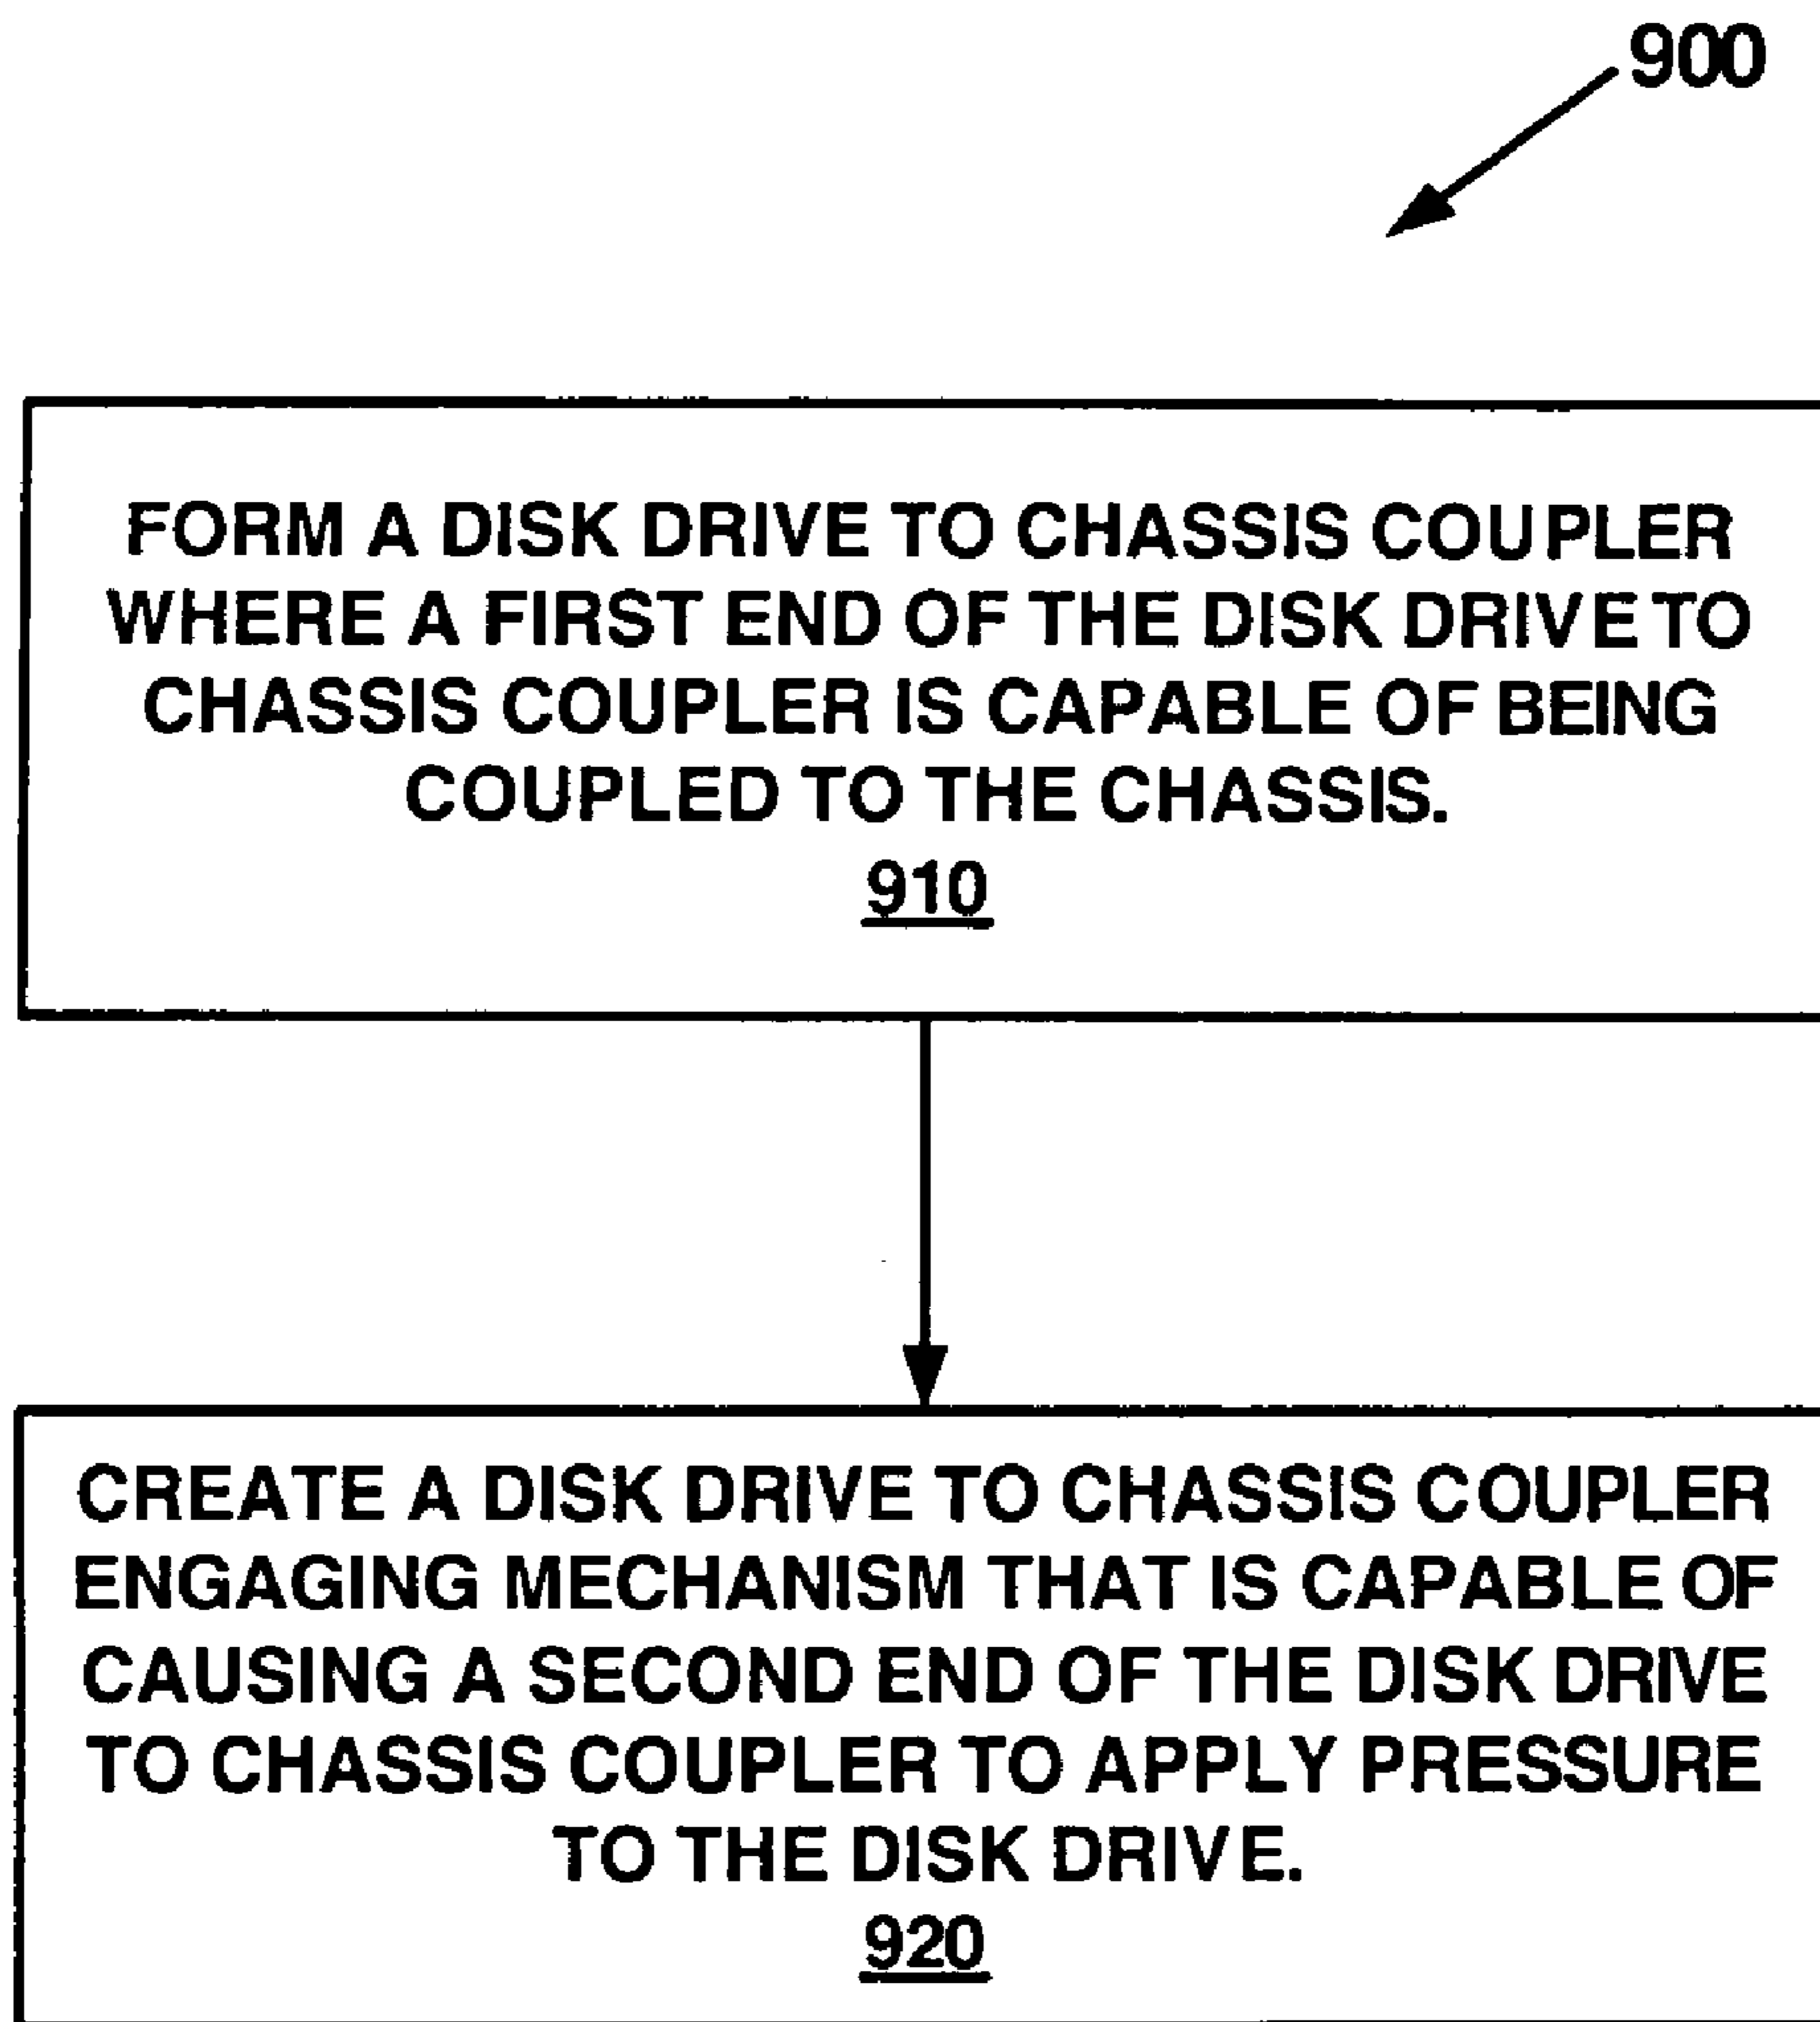 900
FORM A DISK DRIVE TO CHASSIS COUPLER
WHERE A FIRST END OF THE DISK DRIVE TO
CHASSIS COUPLER IS CAPABLE OF BEING
COUPLED TO THE CHASSIS.
910
CREATE A DISK DRIVE TO CHASSIS COUPLER
ENGAGING MECHANISM THAT IS CAPABLE OF
CAUSING A SECOND END OF THE DISK DRIVE
TO CHASSIS COUPLER TO APPLY PRESSURE
TO THE DISK DRIVE.
920